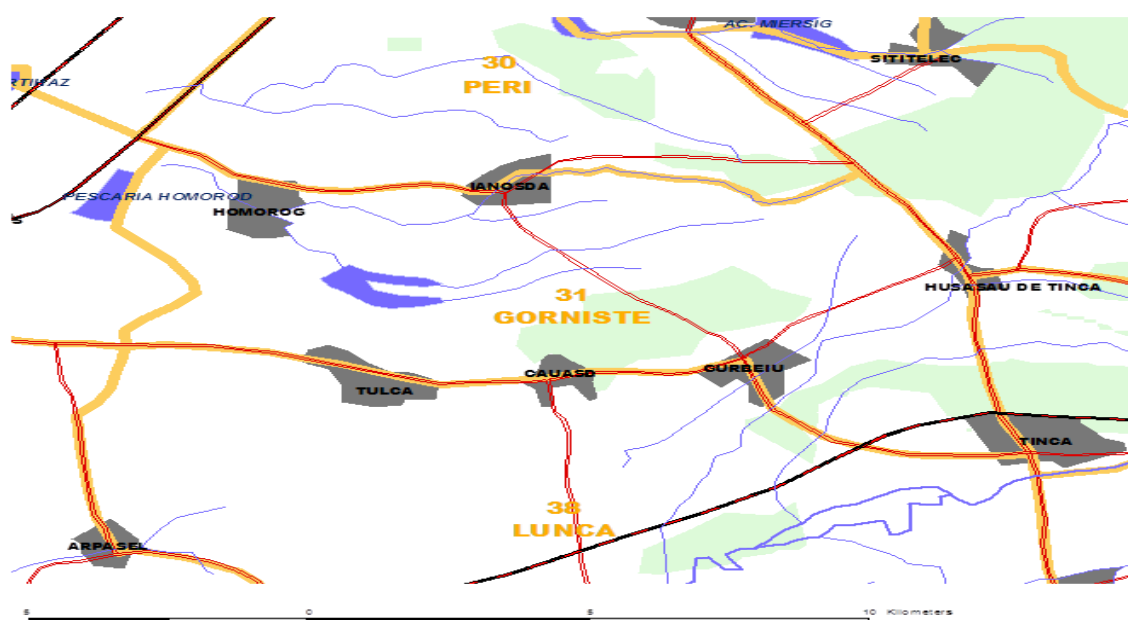 AC. MIERSIG
SITITELEC
30
PERI
RTIHAZ
IANOSDA
PESCARIA HOMOROD
HOMOROG
S
HUSASAU DE TINCA
31
GORNISTE
GURBEIU
CAUASD
TULCA
TINCA
38
LUNCA
ARPASEL
5 0 5 10 Kilometers